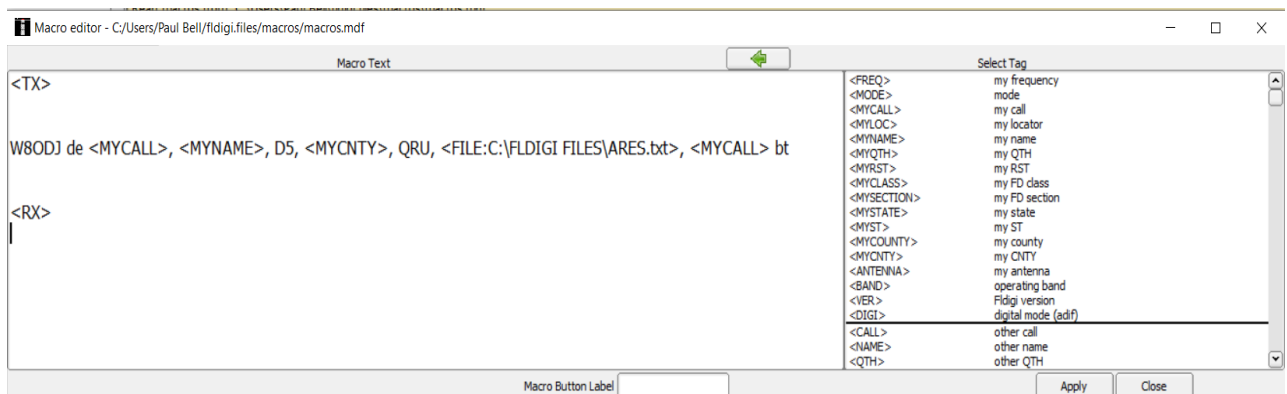 Macro editor - C:/Users/Paul Bell/fldigi.files/macros/macros.mdf
Macro Text
Select Tag
<TX>
W8ODJ de <MYCALL>, <MYNAME>, D5, <MYCNTY>, QRU, <FILE:C:\FLDIGI FILES\ARES.txt>, <MYCALL> bt
<RX>
<FREQ> my frequency
<MODE> mode
<MYCALL> my call
<MYLOC> my locator
<MYNAME> my name
<MYQTH> my QTH
<MYRST> my RST
<MYCLASS> my FD class
<MYSECTION> my FD section
<MYSTATE> my state
<MYST> my ST
<MYCOUNTY> my county
<MYCNTY> my CNTY
<ANTENNA> my antenna
<BAND> operating band
<VER> Fldigi version
<DIGI> digital mode (adif)
<CALL> other call
<NAME> other name
<QTH> other QTH
Macro Button Label
Apply
Close